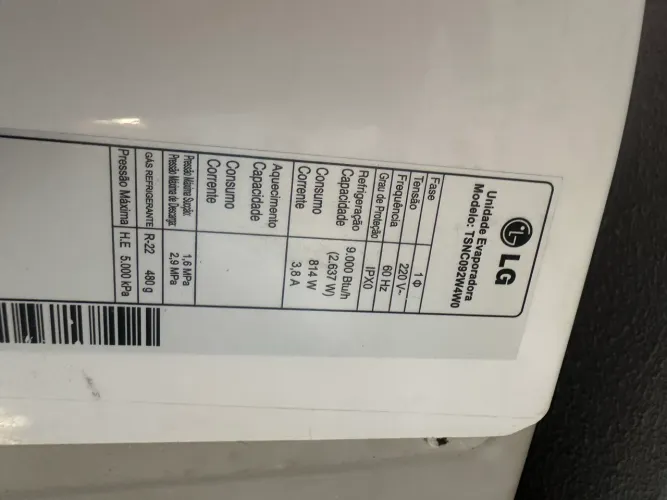 LG
Unidade Evaporadora
Modelo: TSNC092W4W0
Fase 1 Φ
Tensão 220 V~
Frequência 60 Hz
Grau de Proteção IPX0
Refrigeração
Capacidade 9.000 Btu/h
(2.637 W)
Consumo 814 W
Corrente 3,8 A
Aquecimento
Capacidade
Consumo
Corrente
Pressão Máxima Sucção: 1,6 MPa
Pressão Máxima de Descarga: 2,9 MPa
GÁS REFRIGERANTE R-22 480 g
Pressão Máxima H.E 5.000 kPa